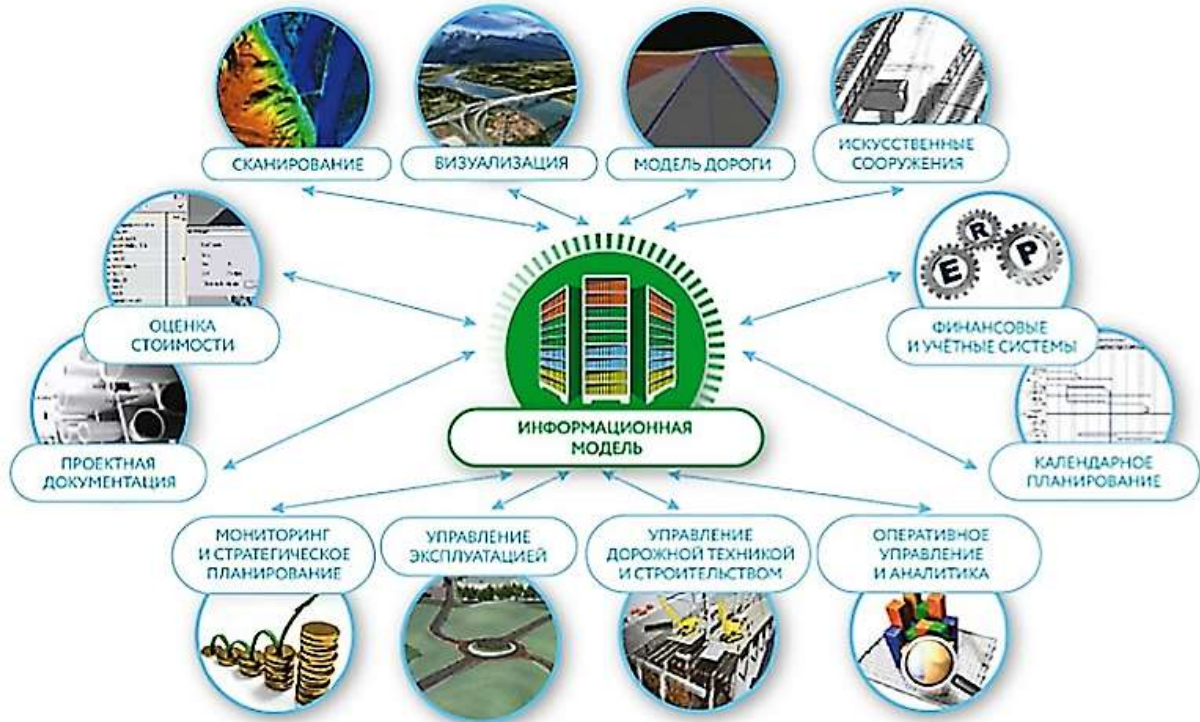 СКАНИРОВАНИЕ
ВИЗУАЛИЗАЦИЯ
МОДЕЛЬ ДОРОГИ
ИСКУССТВЕННЫЕ
СООРУЖЕНИЯ
ОЦЕНКА
СТОИМОСТИ
E R P
ФИНАНСОВЫЕ
И УЧЁТНЫЕ СИСТЕМЫ
ИНФОРМАЦИОННАЯ
МОДЕЛЬ
ПРОЕКТНАЯ
ДОКУМЕНТАЦИЯ
КАЛЕНДАРНОЕ
ПЛАНИРОВАНИЕ
МОНИТОРИНГ
И СТРАТЕГИЧЕСКОЕ
ПЛАНИРОВАНИЕ
УПРАВЛЕНИЕ
ЭКСПЛУАТАЦИЕЙ
УПРАВЛЕНИЕ
ДОРОЖНОЙ ТЕХНИКОЙ
И СТРОИТЕЛЬСТВОМ
ОПЕРАТИВНОЕ
УПРАВЛЕНИЕ
И АНАЛИТИКА